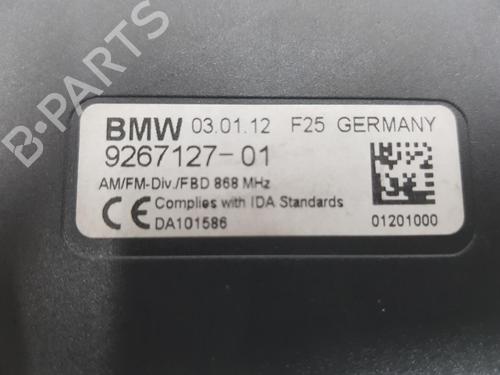 B-PARTS
BMW 03.01.12 F25 GERMANY
9267127-01
AM/FM-Div./FBD 868 MHz
CE Complies with IDA Standards
DA101586
01201000